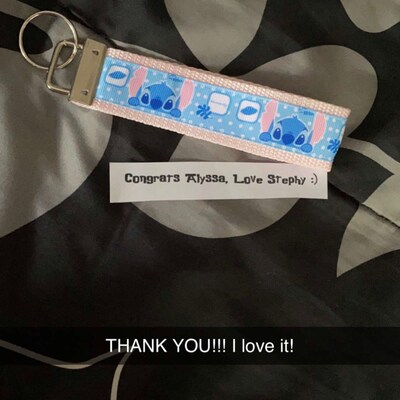 Congrats Alyssa, Love Stephy :)
THANK YOU!!! I love it!